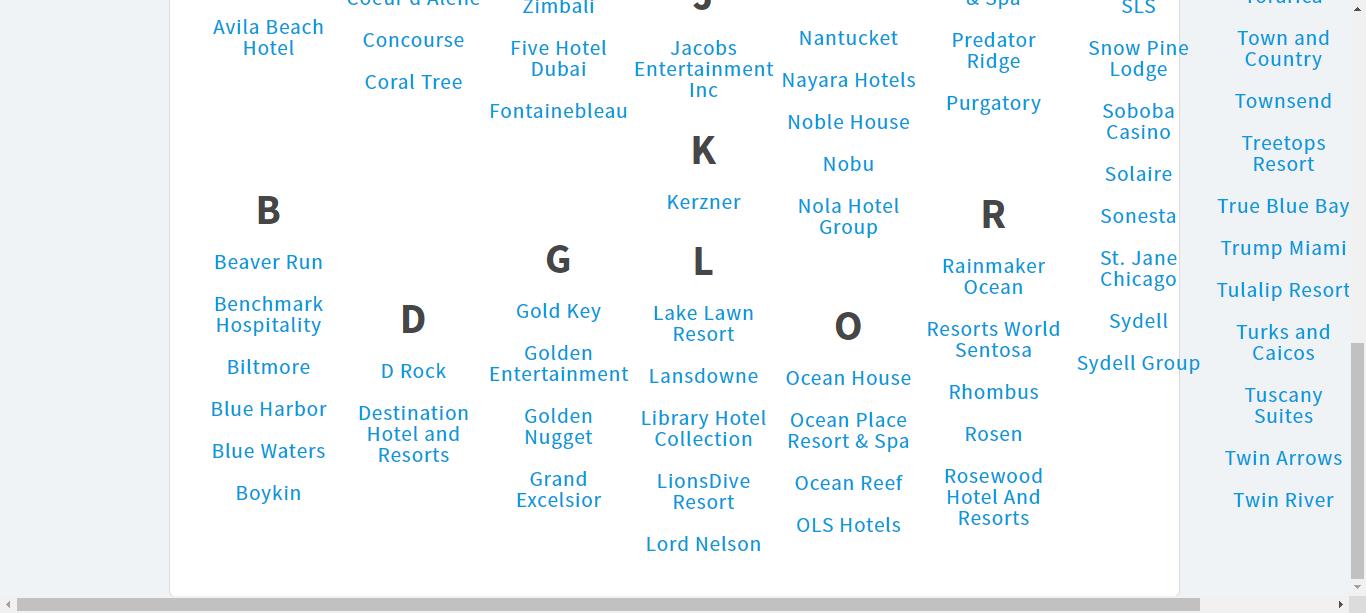 Avila Beach
Hotel
B
Beaver Run
Benchmark
Hospitality
Biltmore
Blue Harbor
Blue Waters
Boykin
Coeur d'Alene
Concourse
Coral Tree
D
D Rock
Destination
Hotel and
Resorts
Zimbali
Five Hotel
Dubai
Fontainebleau
G
Gold Key
Golden
Entertainment
Golden
Nugget
Grand
Excelsior
J
Jacobs
Entertainment
Inc
K
Kerzner
L
Lake Lawn
Resort
Lansdowne
Library Hotel
Collection
LionsDive
Resort
Lord Nelson
Nantucket
Nayara Hotels
Noble House
Nobu
Nola Hotel
Group
O
Ocean House
Ocean Place
Resort & Spa
Ocean Reef
OLS Hotels
& Spa
Predator
Ridge
Purgatory
R
Rainmaker
Ocean
Resorts World
Sentosa
Rhombus
Rosen
Rosewood
Hotel And
Resorts
SLS
Snow Pine
Lodge
Soboba
Casino
Solaire
Sonesta
St. Jane
Chicago
Sydell
Sydell Group
Town and
Country
Townsend
Treetops
Resort
True Blue Bay
Trump Miami
Tulalip Resort
Turks and
Caicos
Tuscany
Suites
Twin Arrows
Twin River